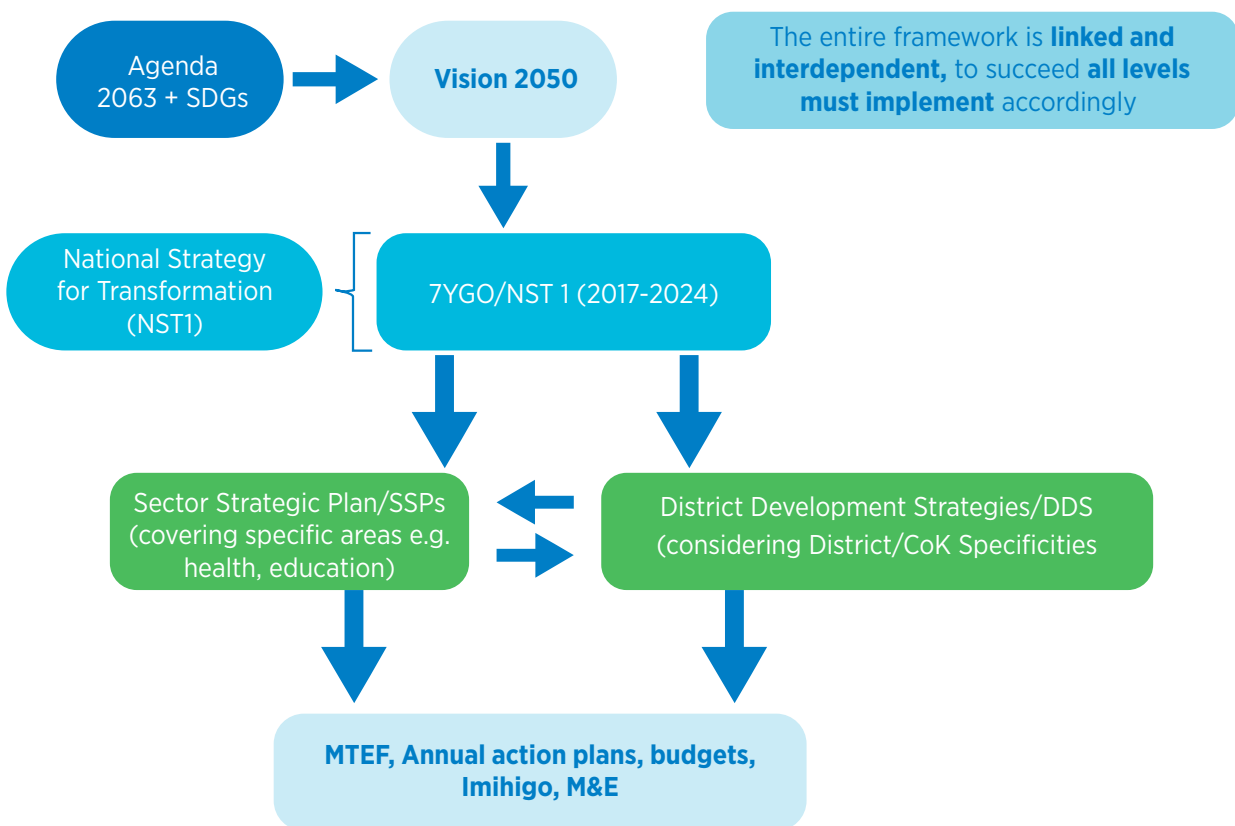 Agenda
2063 + SDGs
Vision 2050
The entire framework is linked and
interdependent, to succeed all levels
must implement accordingly
National Strategy
for Transformation
(NST1)
7YGO/NST 1 (2017-2024)
Sector Strategic Plan/SSPs
(covering specific areas e.g.
health, education)
District Development Strategies/DDS
(considering District/CoK Specificities
MTEF, Annual action plans, budgets,
Imihigo, M&E